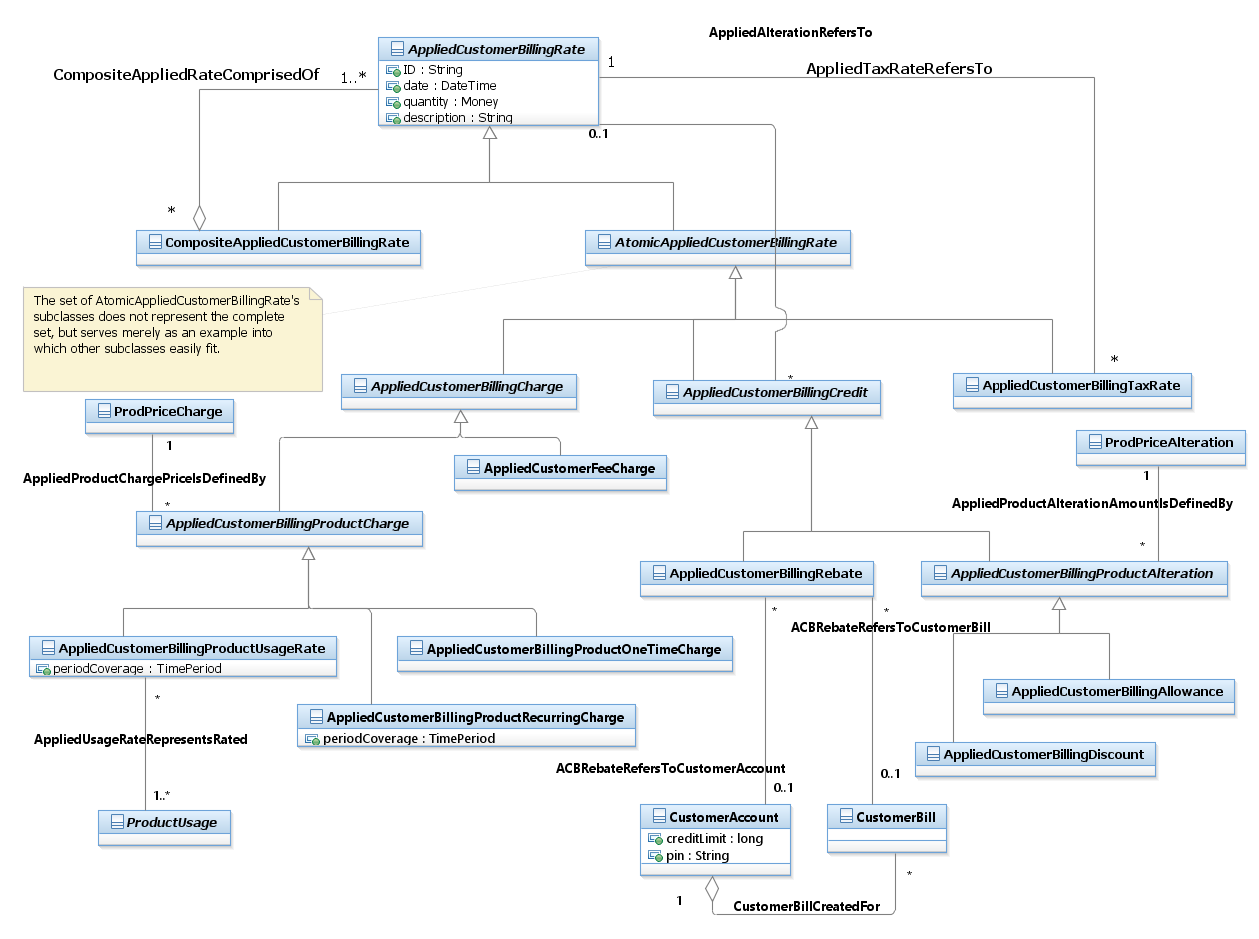 AppliedAlterationRefersTo
AppliedCustomerBillingRate
ID : String
date : DateTime
quantity : Money
description : String
1
AppliedTaxRateRefersTo
CompositeAppliedRateComprisedOf
1..*
0..1
*
CompositeAppliedCustomerBillingRate
AtomicAppliedCustomerBillingRate
The set of AtomicAppliedCustomerBillingRate's
subclasses does not represent the complete
set, but serves merely as an example into
which other subclasses easily fit.
*
*
AppliedCustomerBillingCharge
AppliedCustomerBillingCredit
AppliedCustomerBillingTaxRate
ProdPriceCharge
1
ProdPriceAlteration
1
AppliedCustomerFeeCharge
AppliedProductChargePriceIsDefinedBy
*
AppliedProductAlterationAmountIsDefinedBy
*
AppliedCustomerBillingProductCharge
AppliedCustomerBillingRebate
AppliedCustomerBillingProductAlteration
*
*
ACBRebateRefersToCustomerBill
AppliedCustomerBillingProductUsageRate
periodCoverage : TimePeriod
AppliedCustomerBillingProductOneTimeCharge
*
AppliedCustomerBillingAllowance
AppliedCustomerBillingProductRecurringCharge
periodCoverage : TimePeriod
AppliedUsageRateRepresentsRated
AppliedCustomerBillingDiscount
ACBRebateRefersToCustomerAccount
0..1
0..1
1..*
ProductUsage
CustomerAccount
creditLimit : long
pin : String
CustomerBill
*
1
CustomerBillCreatedFor